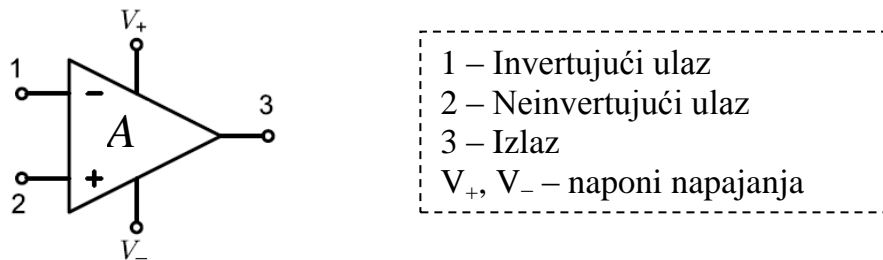 V₊
1
-
A
3
+
2
V₋
1 – Invertujući ulaz
2 – Neinvertujući ulaz
3 – Izlaz
V₊, V₋ – naponi napajanja